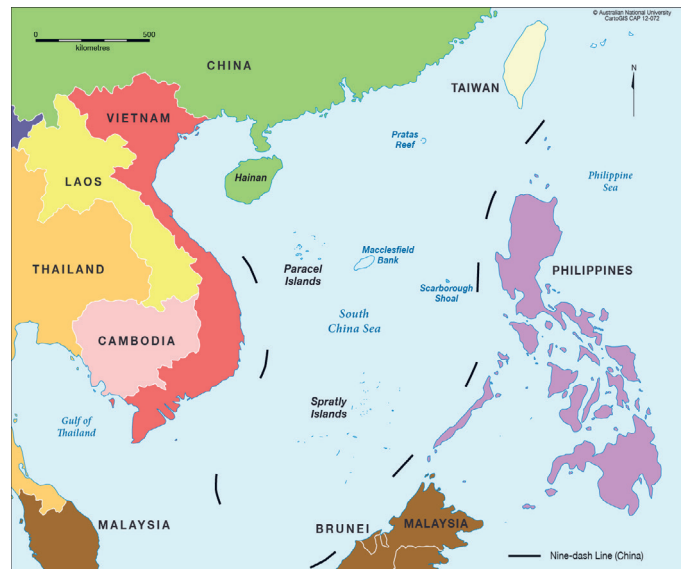 © Australian National University
CartoGIS CAP 12-072
0
500
kilometres
CHINA
TAIWAN
N
VIETNAM
Pratas
Reef
LAOS
Hainan
Philippine
Sea
Macclesfield
Bank
THAILAND
Paracel
Islands
PHILIPPINES
Scarborough
Shoal
South
China Sea
CAMBODIA
Spratly
Islands
Gulf of
Thailand
MALAYSIA
BRUNEI
MALAYSIA
Nine-dash Line (China)